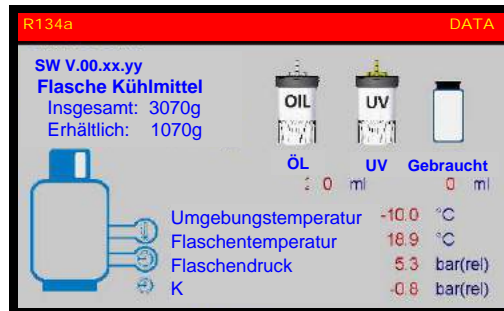 R134a DATA
SW V.00.xx.yy
Flasche Kühlmittel
Insgesamt: 3070g
Erhältlich: 1070g
OIL UV
ÖL UV Gebraucht
0 ml 0 ml
Umgebungstemperatur -10.0 °C
Flaschentemperatur 18.9 °C
Flaschendruck 5.3 bar(rel)
K -0.8 bar(rel)